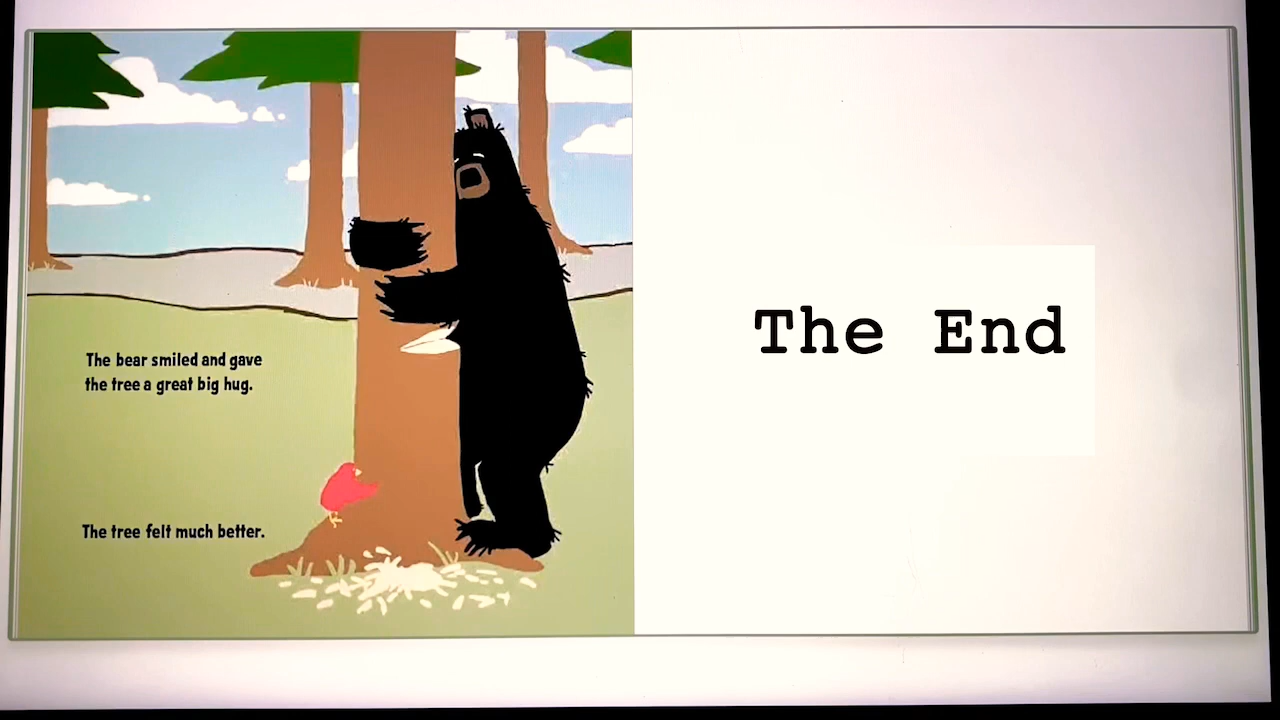 The bear smiled and gave
the tree a great big hug.
The tree felt much better.
The End